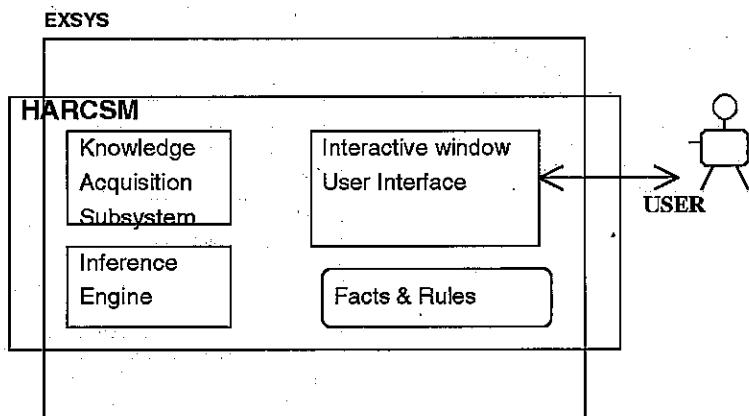 EXSYS
HARCSM
Knowledge
Acquisition
Subsystem
Interactive window
User Interface
USER
Inference
Engine
Facts & Rules